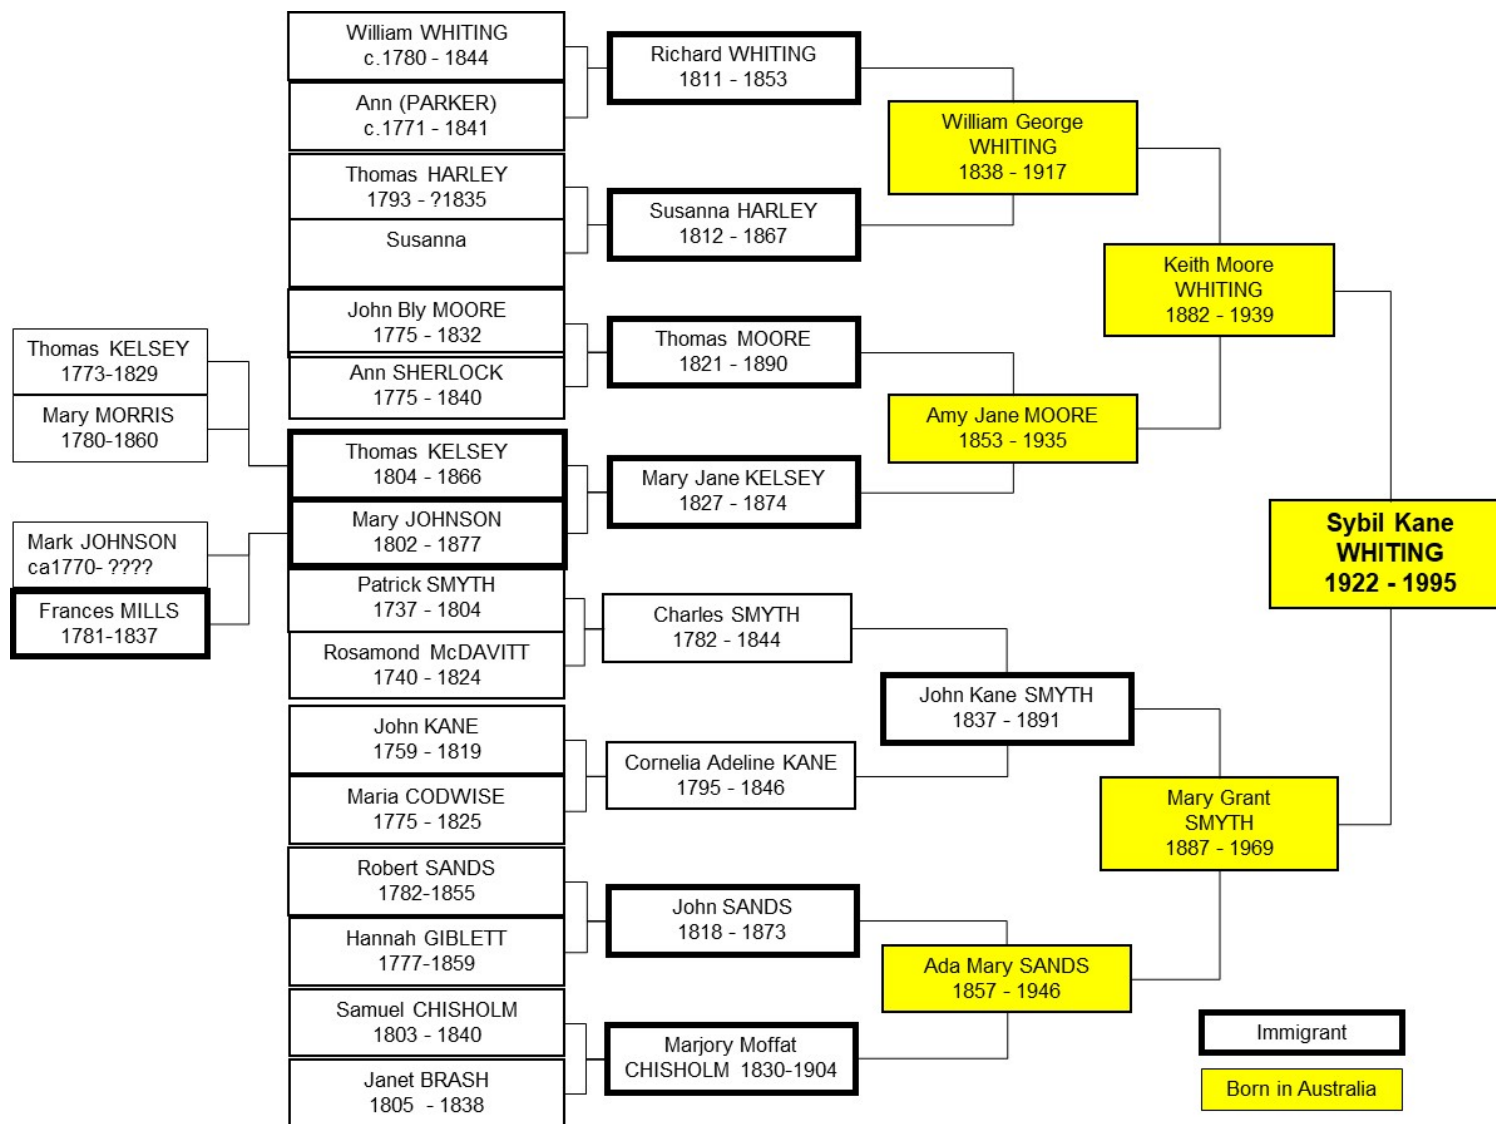 William WHITING
c.1780 - 1844
Ann (PARKER)
c.1771 - 1841
Thomas HARLEY
1793 - ?1835
Susanna
John Bly MOORE
1775 - 1832
Ann SHERLOCK
1775 - 1840
Thomas KELSEY
1773-1829
Mary MORRIS
1780-1860
Thomas KELSEY
1804 - 1866
Mary JOHNSON
1802 - 1877
Mark JOHNSON
ca1770- ????
Frances MILLS
1781-1837
Patrick SMYTH
1737 - 1804
Rosamond McDAVITT
1740 - 1824
John KANE
1759 - 1819
Maria CODWISE
1775 - 1825
Robert SANDS
1782-1855
Hannah GIBLETT
1777-1859
Samuel CHISHOLM
1803 - 1840
Janet BRASH
1805 - 1838
Richard WHITING
1811 - 1853
Susanna HARLEY
1812 - 1867
Thomas MOORE
1821 - 1890
Mary Jane KELSEY
1827 - 1874
Charles SMYTH
1782 - 1844
Cornelia Adeline KANE
1795 - 1846
John SANDS
1818 - 1873
Marjory Moffat
CHISHOLM 1830-1904
William George
WHITING
1838 - 1917
Amy Jane MOORE
1853 - 1935
John Kane SMYTH
1837 - 1891
Ada Mary SANDS
1857 - 1946
Keith Moore
WHITING
1882 - 1939
Mary Grant
SMYTH
1887 - 1969
Sybil Kane
WHITING
1922 - 1995
Immigrant
Born in Australia